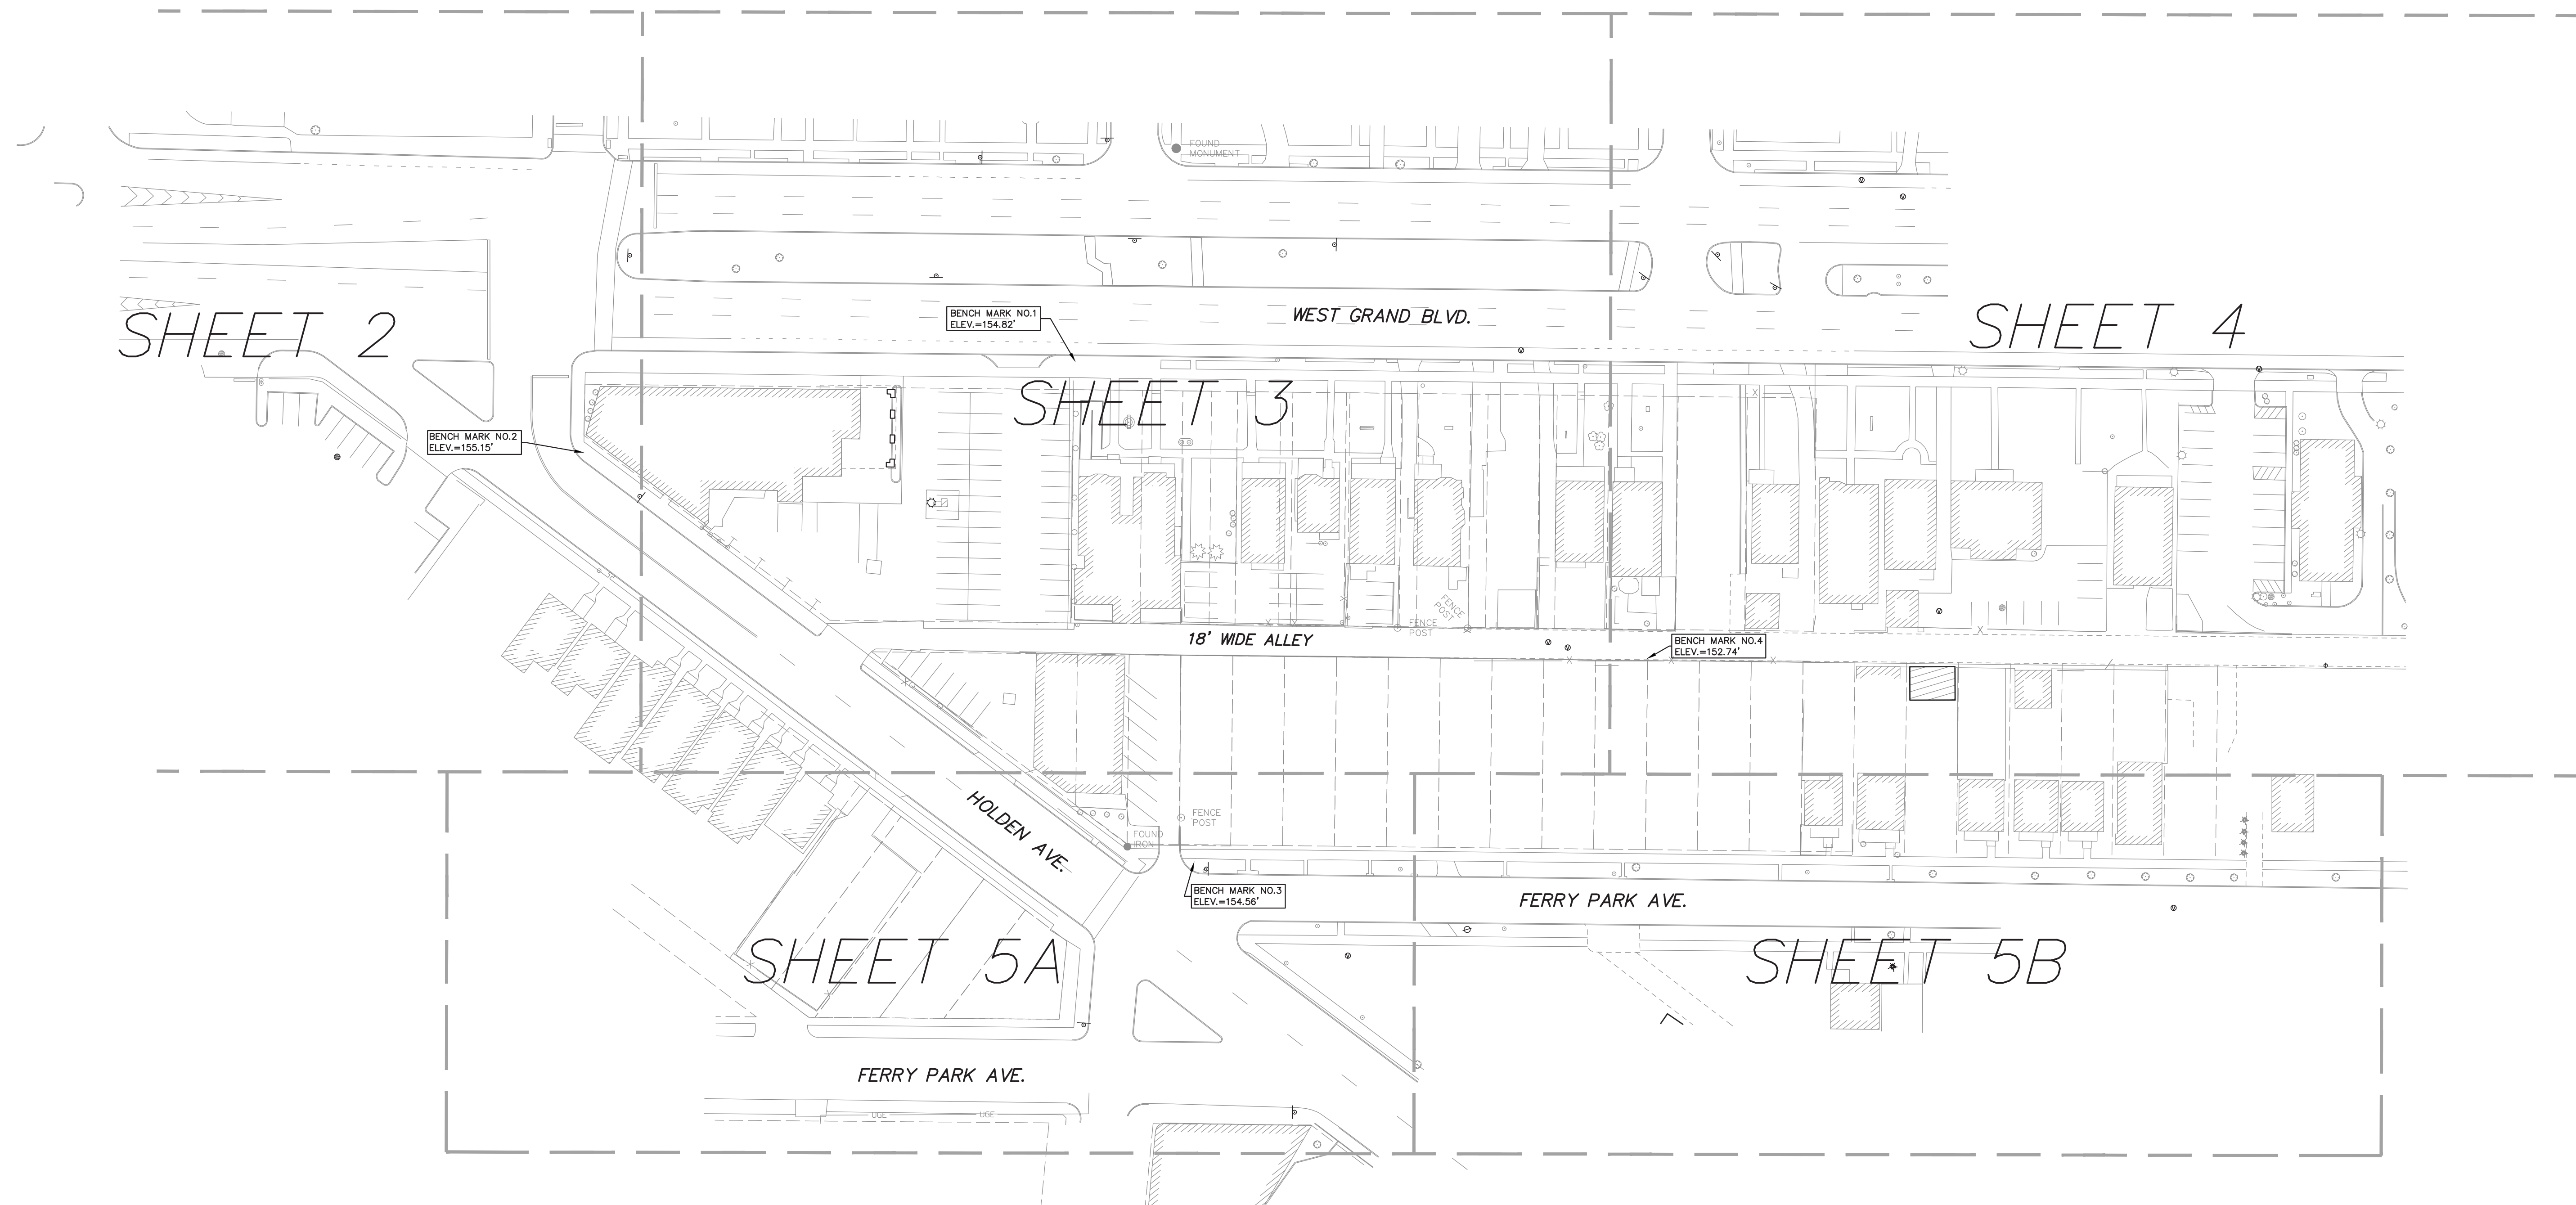 FOUND
MONUMENT
SHEET 2
BENCH MARK NO.1
ELEV.=154.82'
WEST GRAND BLVD.
SHEET 4
SHEET 3
BENCH MARK NO.2
ELEV.=155.15'
FENCE
POST
FENCE
POST
18' WIDE ALLEY
BENCH MARK NO.4
ELEV.=152.74'
HOLDEN AVE.
FENCE
POST
FOUND
IRON
BENCH MARK NO.3
ELEV.=154.56'
FERRY PARK AVE.
SHEET 5A
SHEET 5B
FERRY PARK AVE.
UGE
UGE